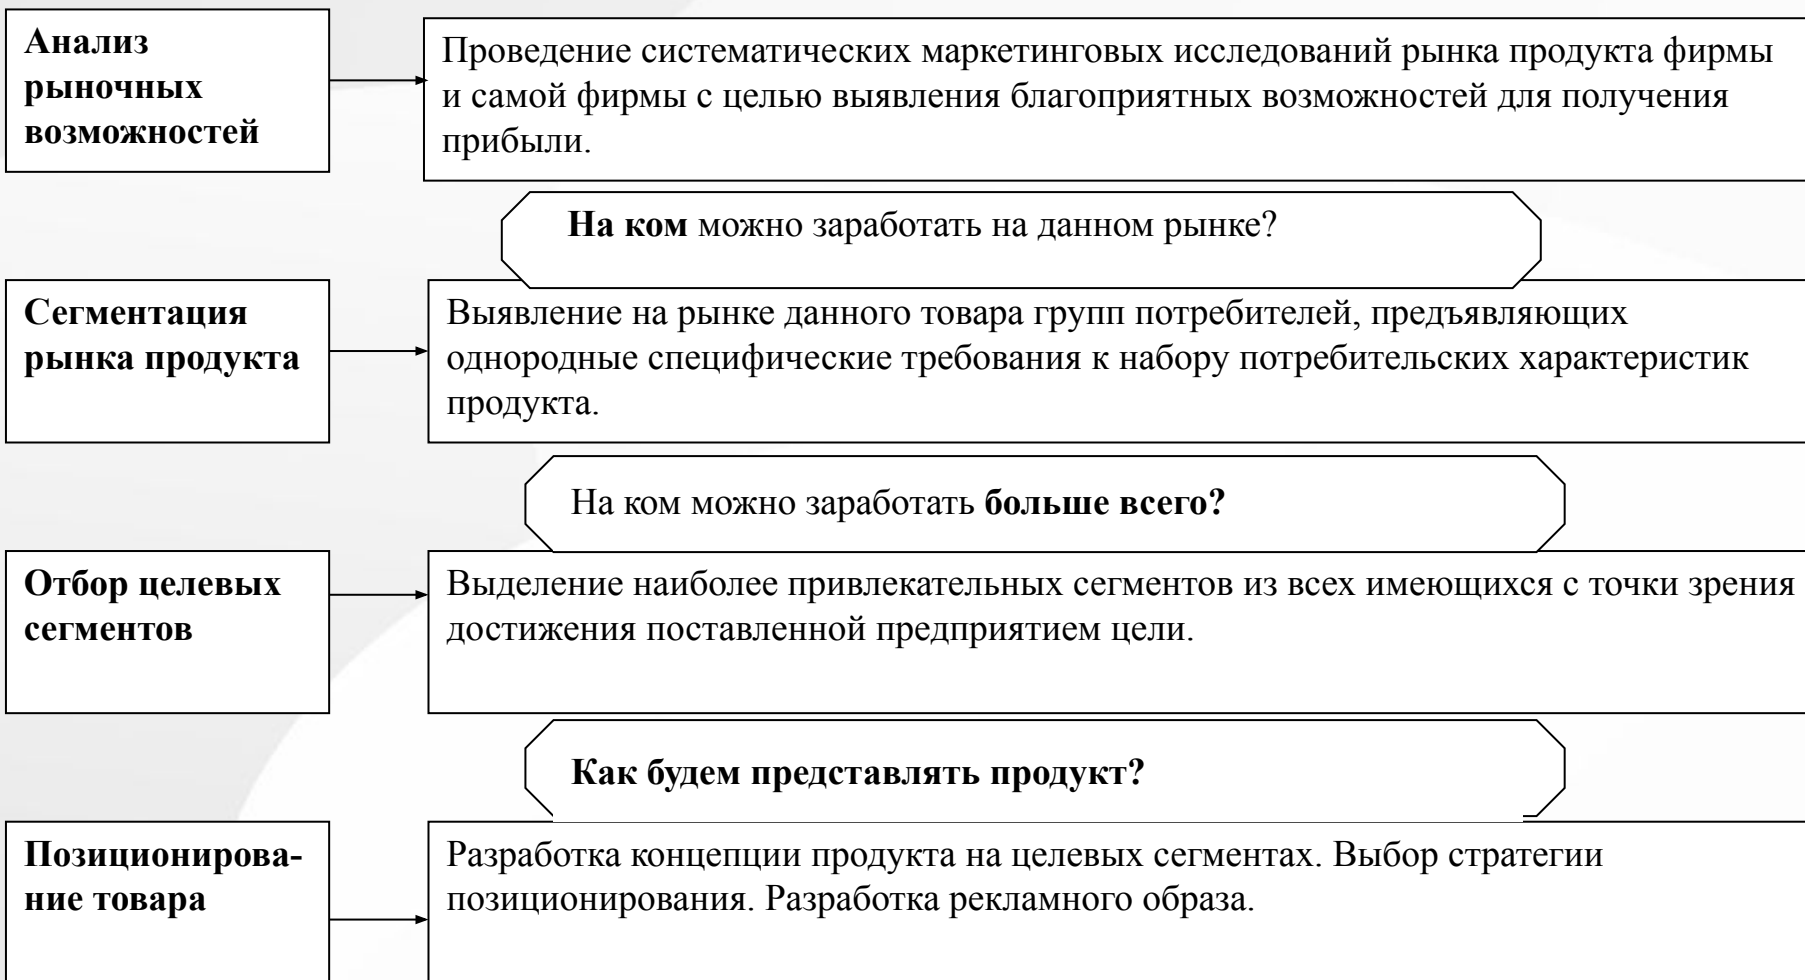 Анализ
рыночных
возможностей
Проведение систематических маркетинговых исследований рынка продукта фирмы
и самой фирмы с целью выявления благоприятных возможностей для получения
прибыли.
На ком можно заработать на данном рынке?
Сегментация
рынка продукта
Выявление на рынке данного товара групп потребителей, предъявляющих
однородные специфические требования к набору потребительских характеристик
продукта.
На ком можно заработать больше всего?
Отбор целевых
сегментов
Выделение наиболее привлекательных сегментов из всех имеющихся с точки зрения
достижения поставленной предприятием цели.
Как будем представлять продукт?
Позиционирова-
ние товара
Разработка концепции продукта на целевых сегментах. Выбор стратегии
позиционирования. Разработка рекламного образа.